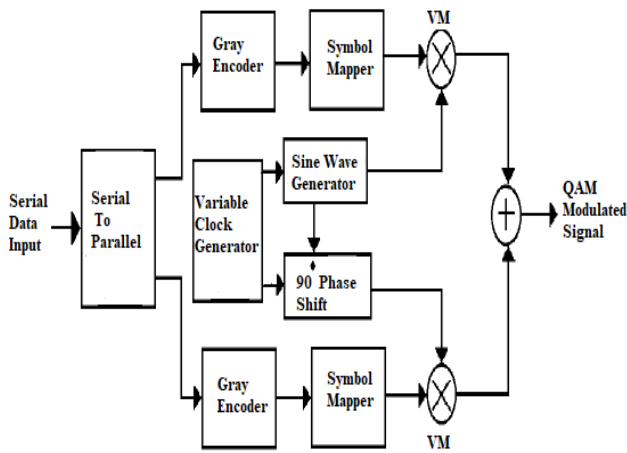 VM
Gray
Encoder
Symbol
Mapper
Serial
Data
Input
Serial
To
Parallel
Variable
Clock
Generator
Sine Wave
Generator
90 Phase
Shift
QAM
Modulated
Signal
Gray
Encoder
Symbol
Mapper
VM